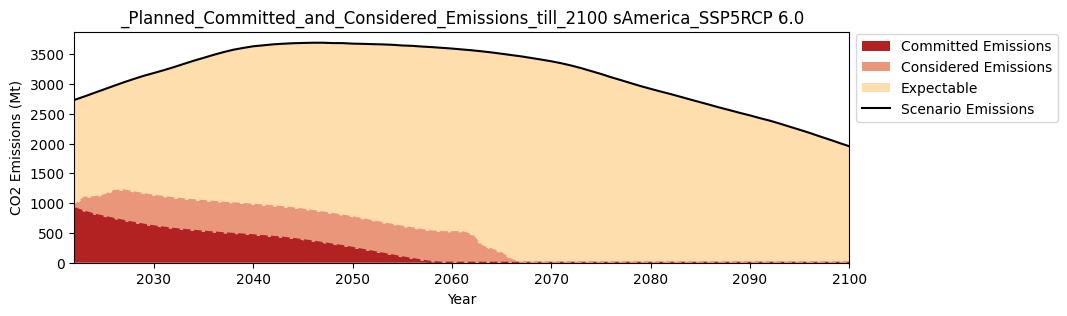 _Planned_Committed_and_Considered_Emissions_till_2100 sAmerica_SSP5RCP 6.0
Committed Emissions
Considered Emissions
Expectable
Scenario Emissions
CO2 Emissions (Mt)
3500
3000
2500
2000
1500
1000
500
0
2030
2040
2050
2060
2070
2080
2090
2100
Year